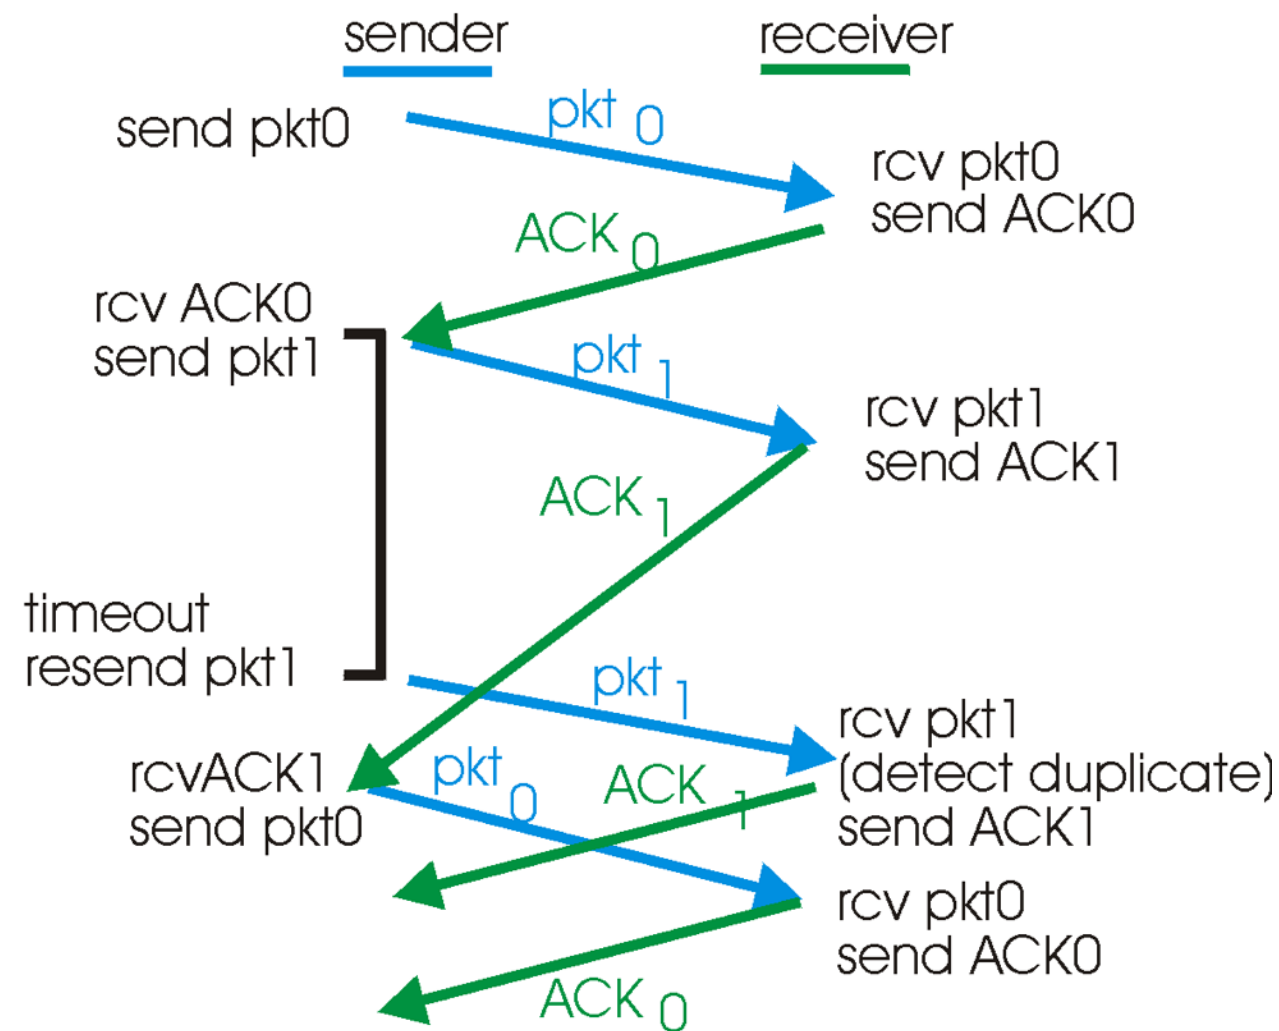 sender
receiver
send pkt0
pkt 0
rcv pkt0
send ACK0
ACK 0
rcv ACK0
send pkt1
pkt 1
rcv pkt1
send ACK1
ACK 1
timeout
resend pkt1
pkt 1
rcv pkt1
(detect duplicate)
send ACK1
rcvACK1
send pkt0
pkt 0
ACK 1
rcv pkt0
send ACK0
ACK 0